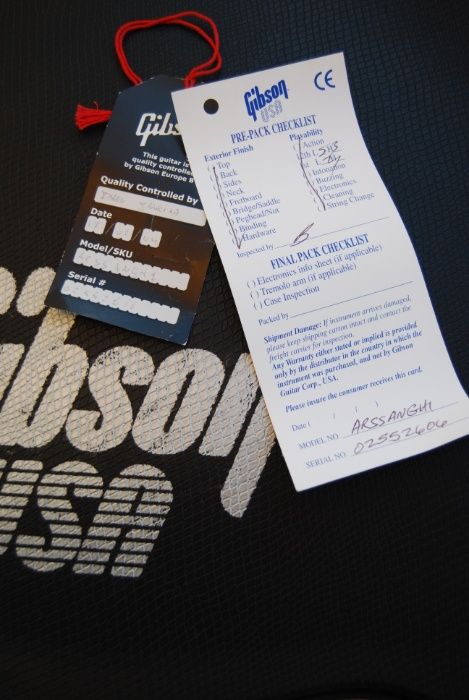 Gibson
This guitar is
quality controlled
by Gibson Europe B
Quality Controlled by
Date
Model/SKU
Serial #
Gibson
USA
CE
PRE-PACK CHECKLIST
Exterior Finish
( ) Top
( ) Back
( ) Sides
( ) Neck
( ) Fretboard
( ) Bridge/Saddle
( ) Peghead/Nut
( ) Binding
( ) Hardware
Playability
( ) Action
( ) Intonation
( ) Buzzing
( ) Electronics
( ) Cleaning
( ) String Change
Inspected by
FINAL PACK CHECKLIST
( ) Electronics info sheet (if applicable)
( ) Tremolo arm (if applicable)
( ) Case Inspection
Packed by
Shipment Damage: If instrument arrives damaged,
please keep shippers carton intact and contact the
freight carrier for inspection.
Any Warranty either stated or implied is provided
only by the distributor in the country in which the
instrument was purchased, and not by Gibson
Guitar Corp., USA.
Please insure the consumer receives this card.
Date ( / / )
MODEL NO. ARSSANGH1
SERIAL NO. 02552606
Gibson
USA